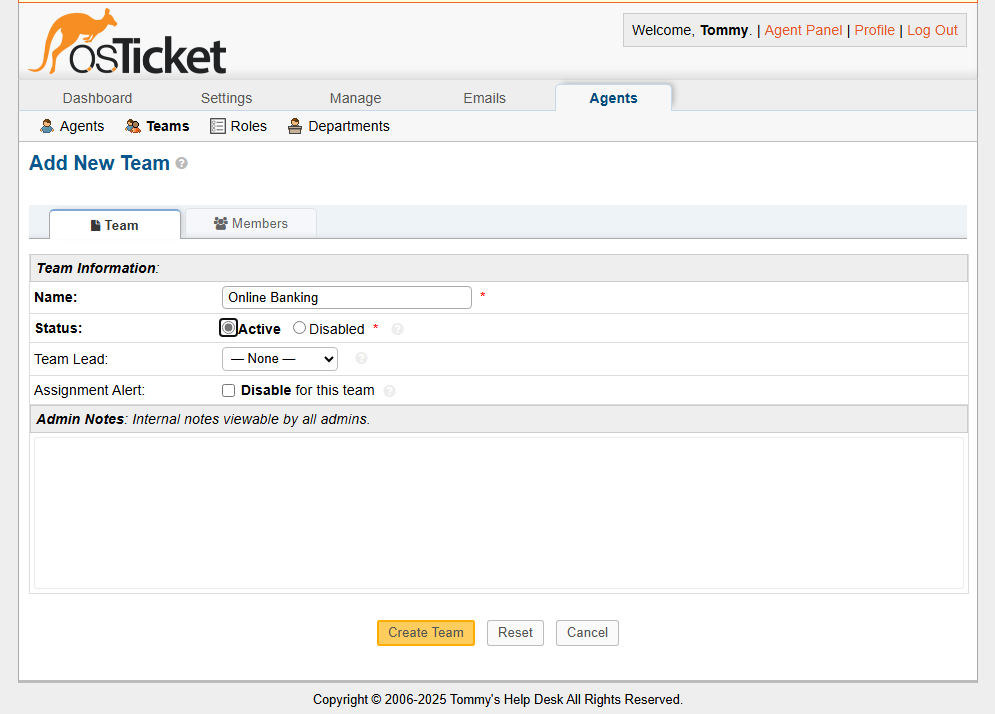 osTicket
Welcome, Tommy. | Agent Panel | Profile | Log Out
Dashboard Settings Manage Emails Agents
Agents Teams Roles Departments
Add New Team ?
Team Members
Team Information:
Name: Online Banking *
Status: Active Disabled * ?
Team Lead: — None — ?
Assignment Alert: Disable for this team ?
Admin Notes: Internal notes viewable by all admins.
Create Team Reset Cancel
Copyright © 2006-2025 Tommy's Help Desk All Rights Reserved.